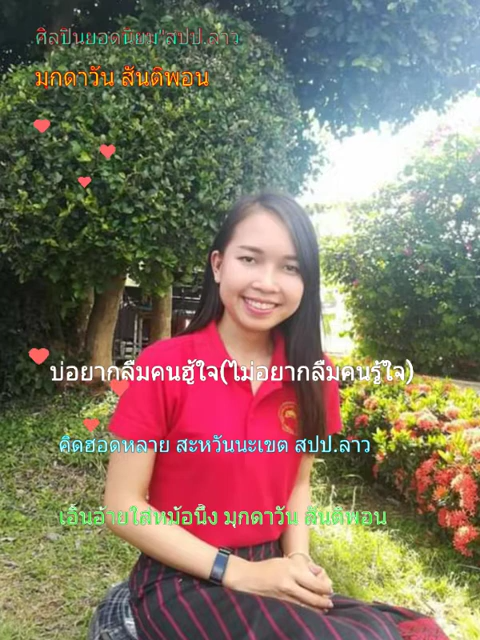 ศิลปินยอดนิยม สปป.ลาว
มุกดาวัน สันติพอน
บ่อยากลืมคนฮู้ใจ(ไม่อยากลืมคนรู้ใจ)
คึดฮอดหลาย สะหวันนะเขต สปป.ลาว
เอิ้นอ้ายใส่หม้อนึ่ง มุกดาวัน สันติพอน